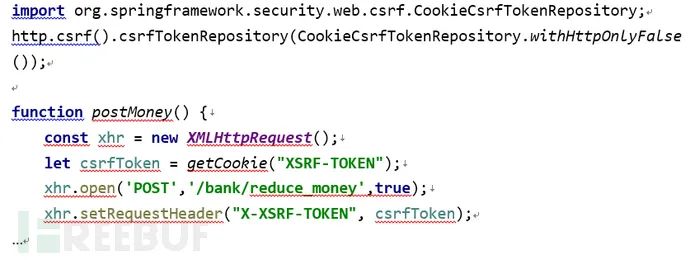 import org.springframework.security.web.csrf.CookieCsrfTokenRepository;
http.csrf().csrfTokenRepository(CookieCsrfTokenRepository.withHttpOnlyFalse
());
function postMoney() {
const xhr = new XMLHttpRequest();
let csrfToken = getCookie("XSRF-TOKEN");
xhr.open('POST','/bank/reduce_money',true);
xhr.setRequestHeader("X-XSRF-TOKEN", csrfToken);
…
REEBUF